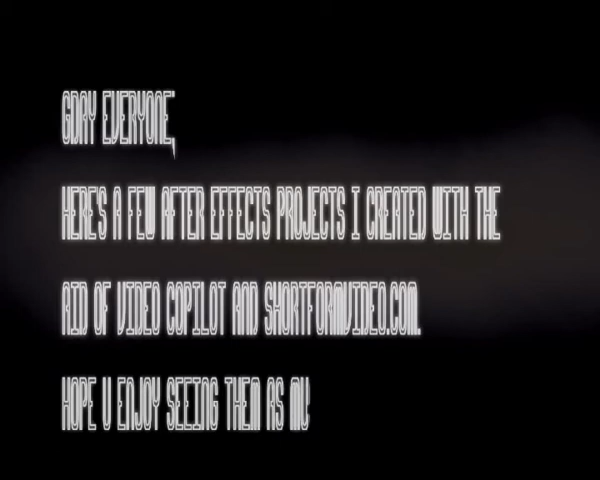 GDAY EVERYONE,
HERE'S A FEW AFTER EFFECTS PROJECTS I CREATED WITH THE
AID OF VIDEO COPILOT AND SHORTFORMVIDEO.COM.
HOPE U ENJOY SEEING THEM AS MU